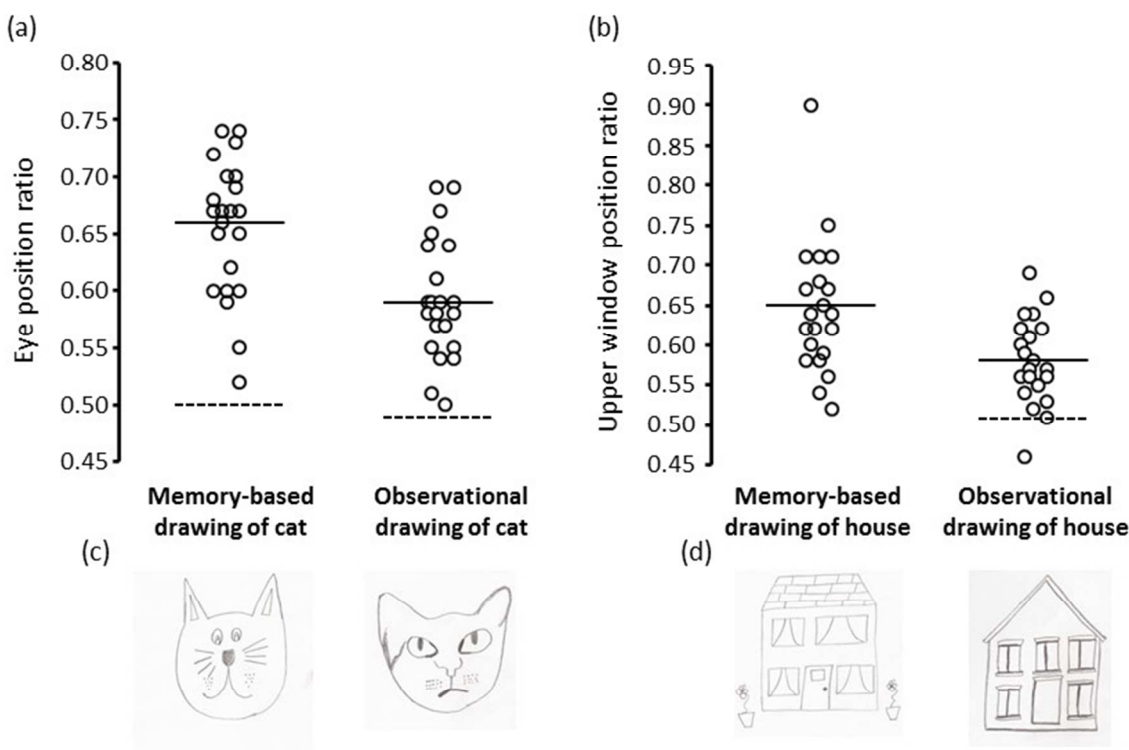 (a)
Eye position ratio
0.80
0.75
0.70
0.65
0.60
0.55
0.50
0.45
Memory-based
drawing of cat
Observational
drawing of cat
(b)
Upper window position ratio
0.95
0.90
0.85
0.80
0.75
0.70
0.65
0.60
0.55
0.50
0.45
Memory-based
drawing of house
Observational
drawing of house
(c)
(d)